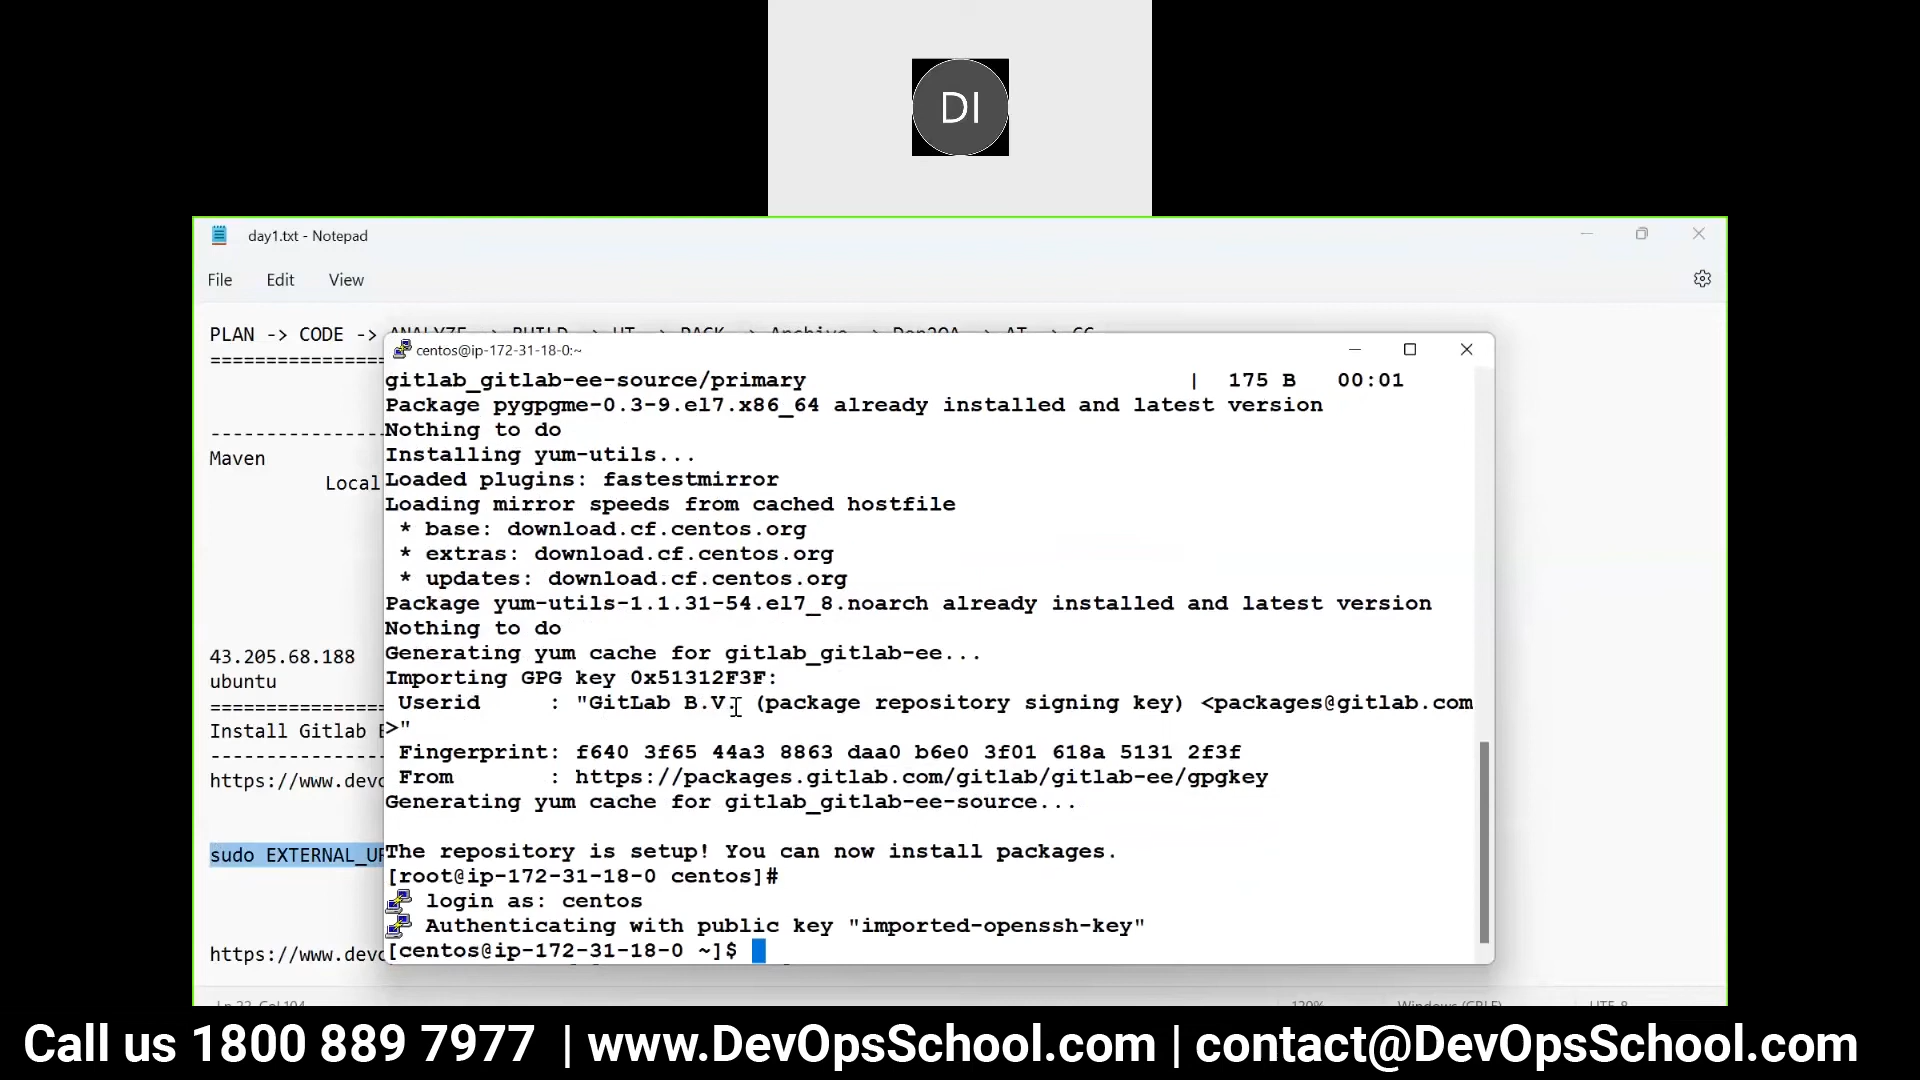 DI
day1.txt - Notepad
File Edit View
PLAN -> CODE -> ANALYZE -> BUILD -> UT -> PACK -> Archive -> Dep2QA -> AT -> CC
================
----------------
Maven
Local
43.205.68.188
ubuntu
================
Install Gitlab
----------------
https://www.devo
sudo EXTERNAL_UR
https://www.devo
centos@ip-172-31-18-0:~
gitlab_gitlab-ee-source/primary | 175 B 00:01
Package pygpgme-0.3-9.el7.x86_64 already installed and latest version
Nothing to do
Installing yum-utils...
Loaded plugins: fastestmirror
Loading mirror speeds from cached hostfile
* base: download.cf.centos.org
* extras: download.cf.centos.org
* updates: download.cf.centos.org
Package yum-utils-1.1.31-54.el7_8.noarch already installed and latest version
Nothing to do
Generating yum cache for gitlab_gitlab-ee...
Importing GPG key 0x51312F3F:
Userid : "GitLab B.V. (package repository signing key) <packages@gitlab.com
>"
Fingerprint: f640 3f65 44a3 8863 daa0 b6e0 3f01 618a 5131 2f3f
From : https://packages.gitlab.com/gitlab/gitlab-ee/gpgkey
Generating yum cache for gitlab_gitlab-ee-source...
The repository is setup! You can now install packages.
[root@ip-172-31-18-0 centos]#
login as: centos
Authenticating with public key "imported-openssh-key"
[centos@ip-172-31-18-0 ~]$
Call us 1800 889 7977 | www.DevOpsSchool.com | contact@DevOpsSchool.com